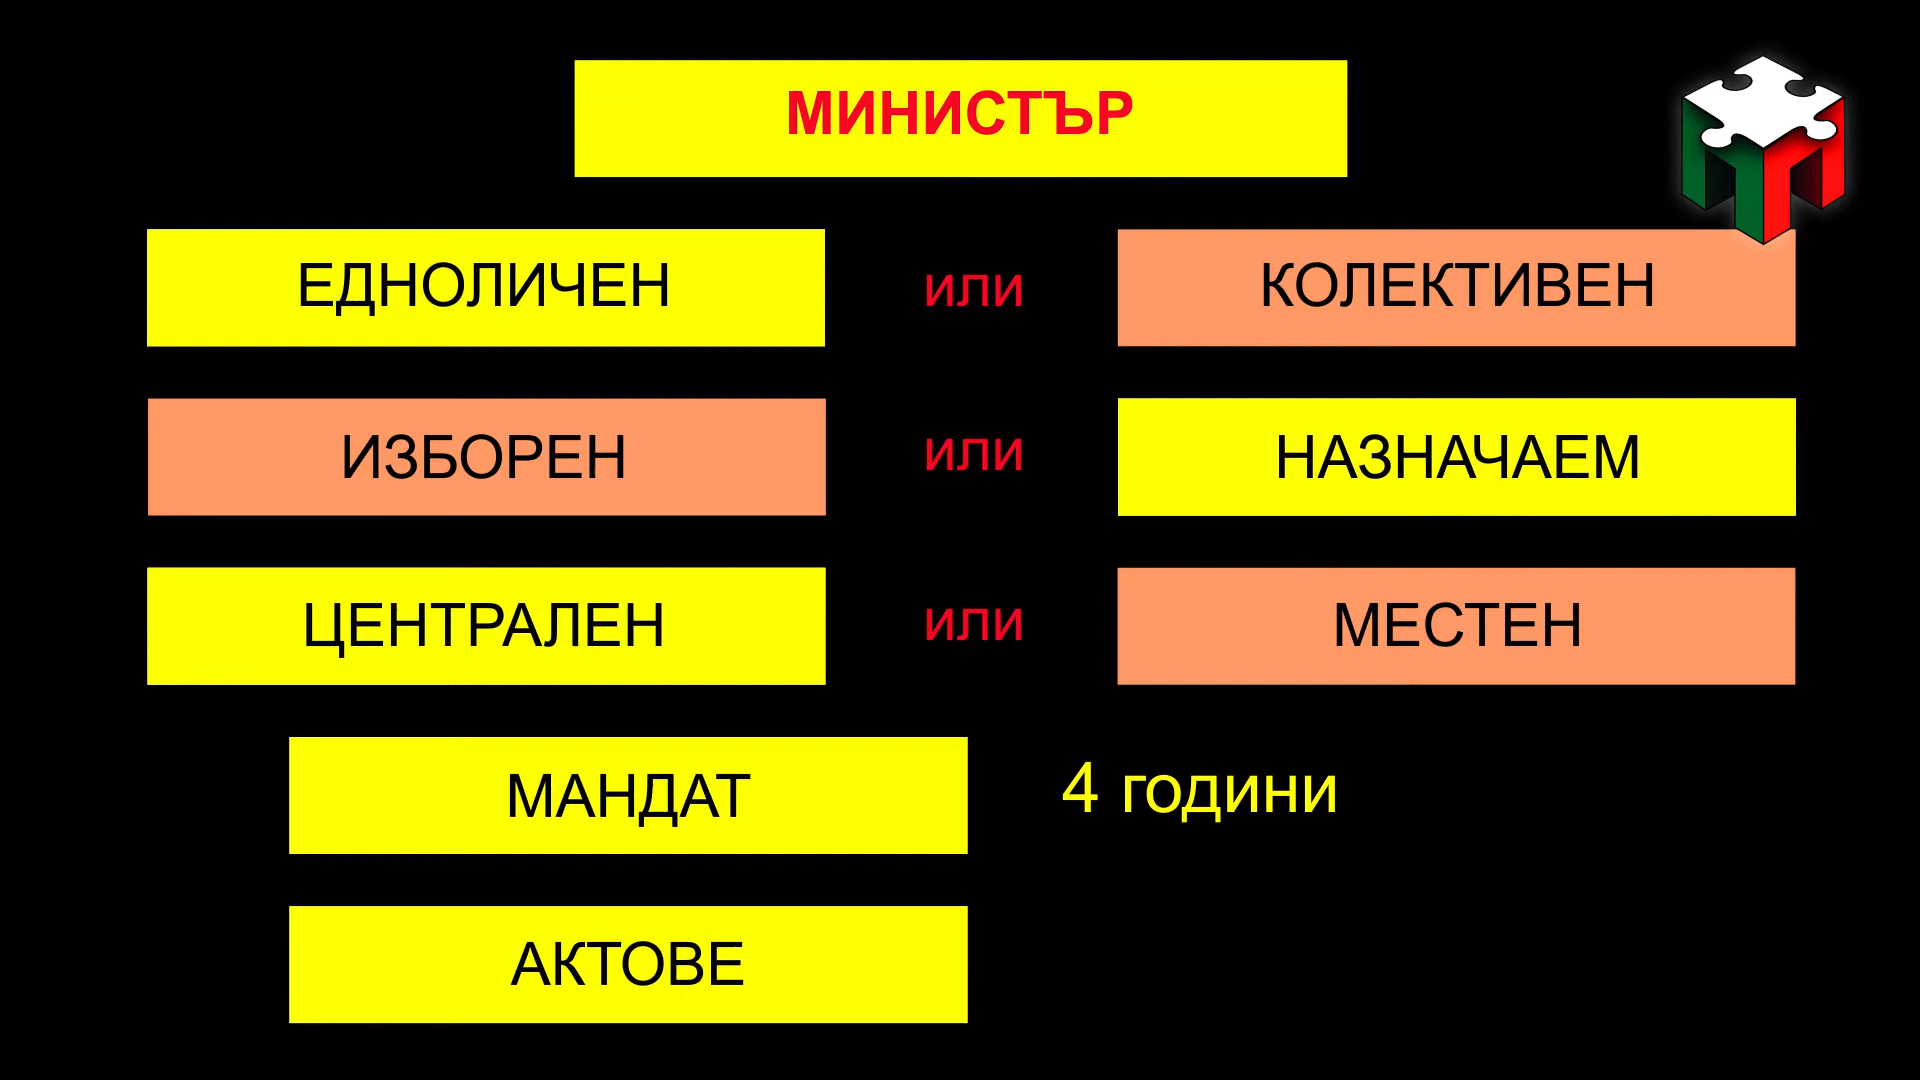 МИНИСТЪР
ЕДНОЛИЧЕН или КОЛЕКТИВЕН
ИЗБОРЕН или НАЗНАЧАЕМ
ЦЕНТРАЛЕН или МЕСТЕН
МАНДАТ 4 години
АКТОВЕ